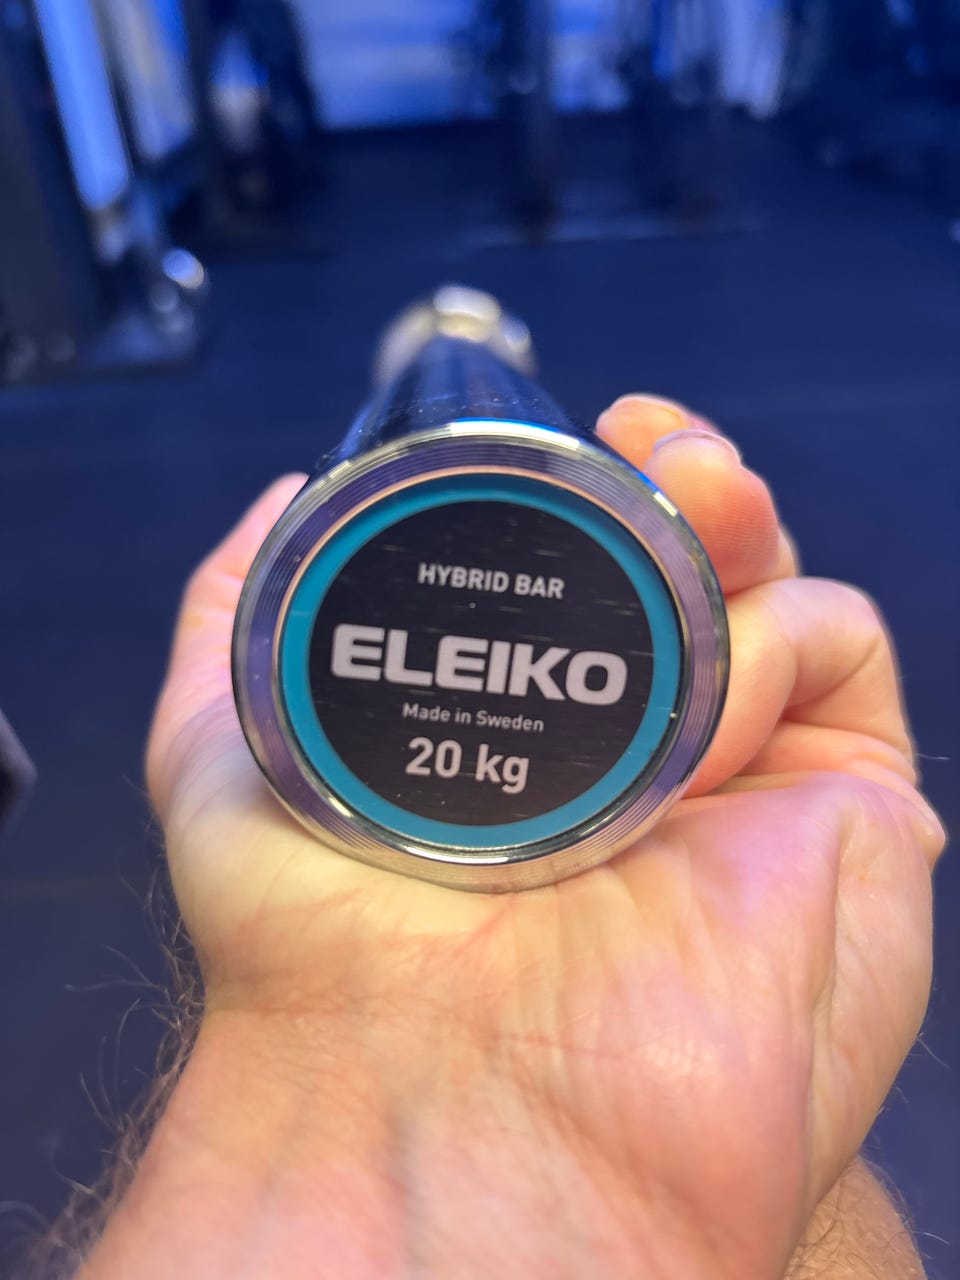 HYBRID BAR
ELEIKO
Made in Sweden
20 kg